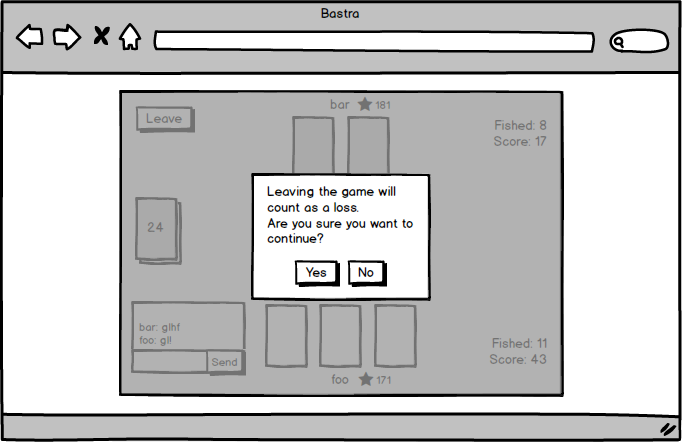 Bastra
Leave
bar ★ 181
Fished: 8
Score: 17
24
Leaving the game will
count as a loss.
Are you sure you want to
continue?
Yes No
bar: glhf
foo: gl!
Send
Fished: 11
Score: 43
foo ★ 171